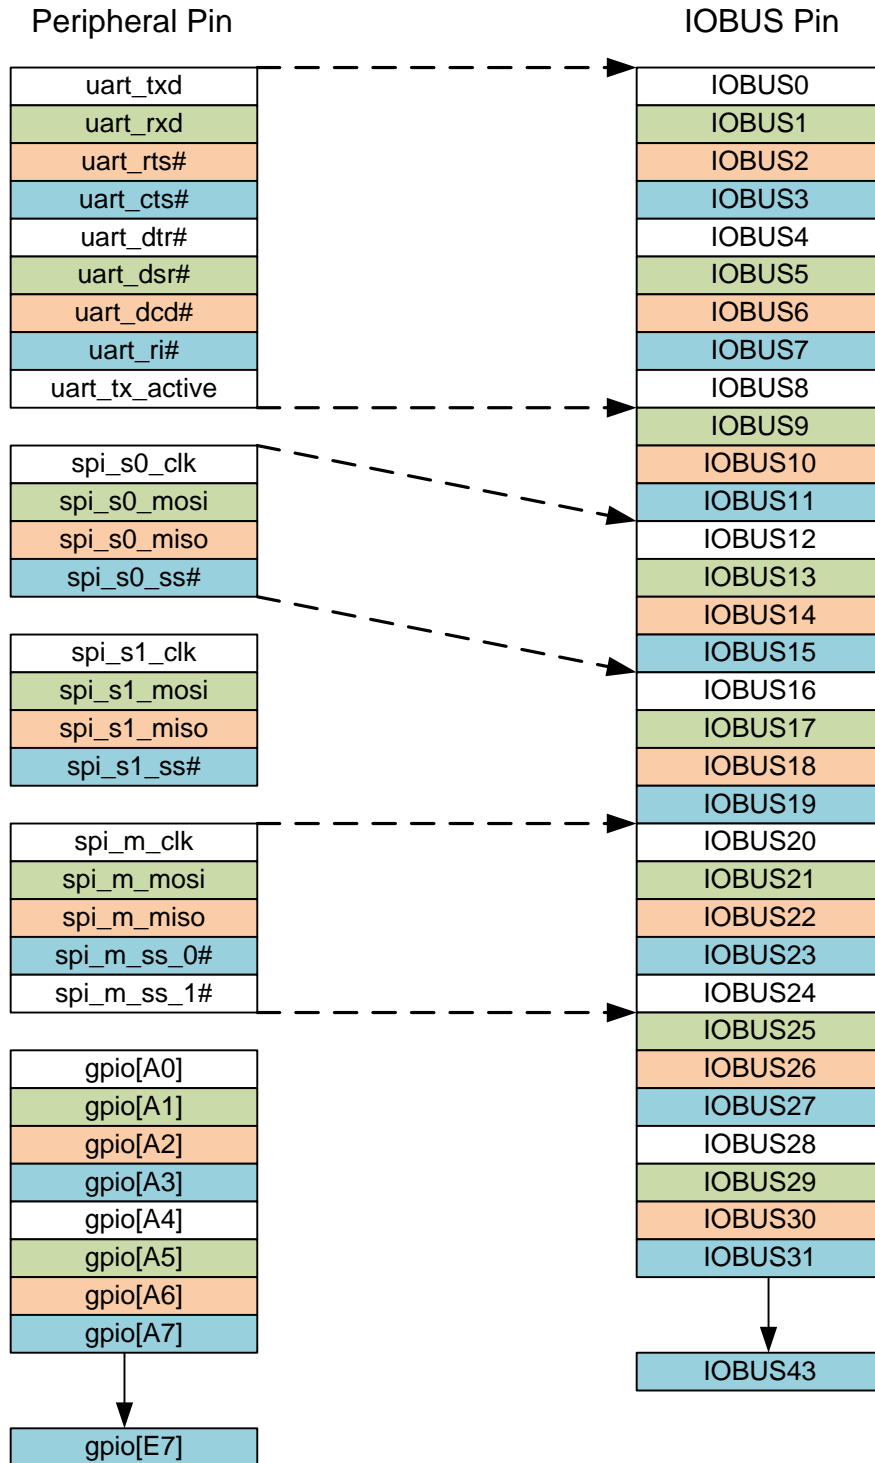 Peripheral Pin
uart_txd
uart_rxd
uart_rts#
uart_cts#
uart_dtr#
uart_dsr#
uart_dcd#
uart_ri#
uart_tx_active
spi_s0_clk
spi_s0_mosi
spi_s0_miso
spi_s0_ss#
spi_s1_clk
spi_s1_mosi
spi_s1_miso
spi_s1_ss#
spi_m_clk
spi_m_mosi
spi_m_miso
spi_m_ss_0#
spi_m_ss_1#
gpio[A0]
gpio[A1]
gpio[A2]
gpio[A3]
gpio[A4]
gpio[A5]
gpio[A6]
gpio[A7]
gpio[E7]
IOBUS Pin
IOBUS0
IOBUS1
IOBUS2
IOBUS3
IOBUS4
IOBUS5
IOBUS6
IOBUS7
IOBUS8
IOBUS9
IOBUS10
IOBUS11
IOBUS12
IOBUS13
IOBUS14
IOBUS15
IOBUS16
IOBUS17
IOBUS18
IOBUS19
IOBUS20
IOBUS21
IOBUS22
IOBUS23
IOBUS24
IOBUS25
IOBUS26
IOBUS27
IOBUS28
IOBUS29
IOBUS30
IOBUS31
IOBUS43